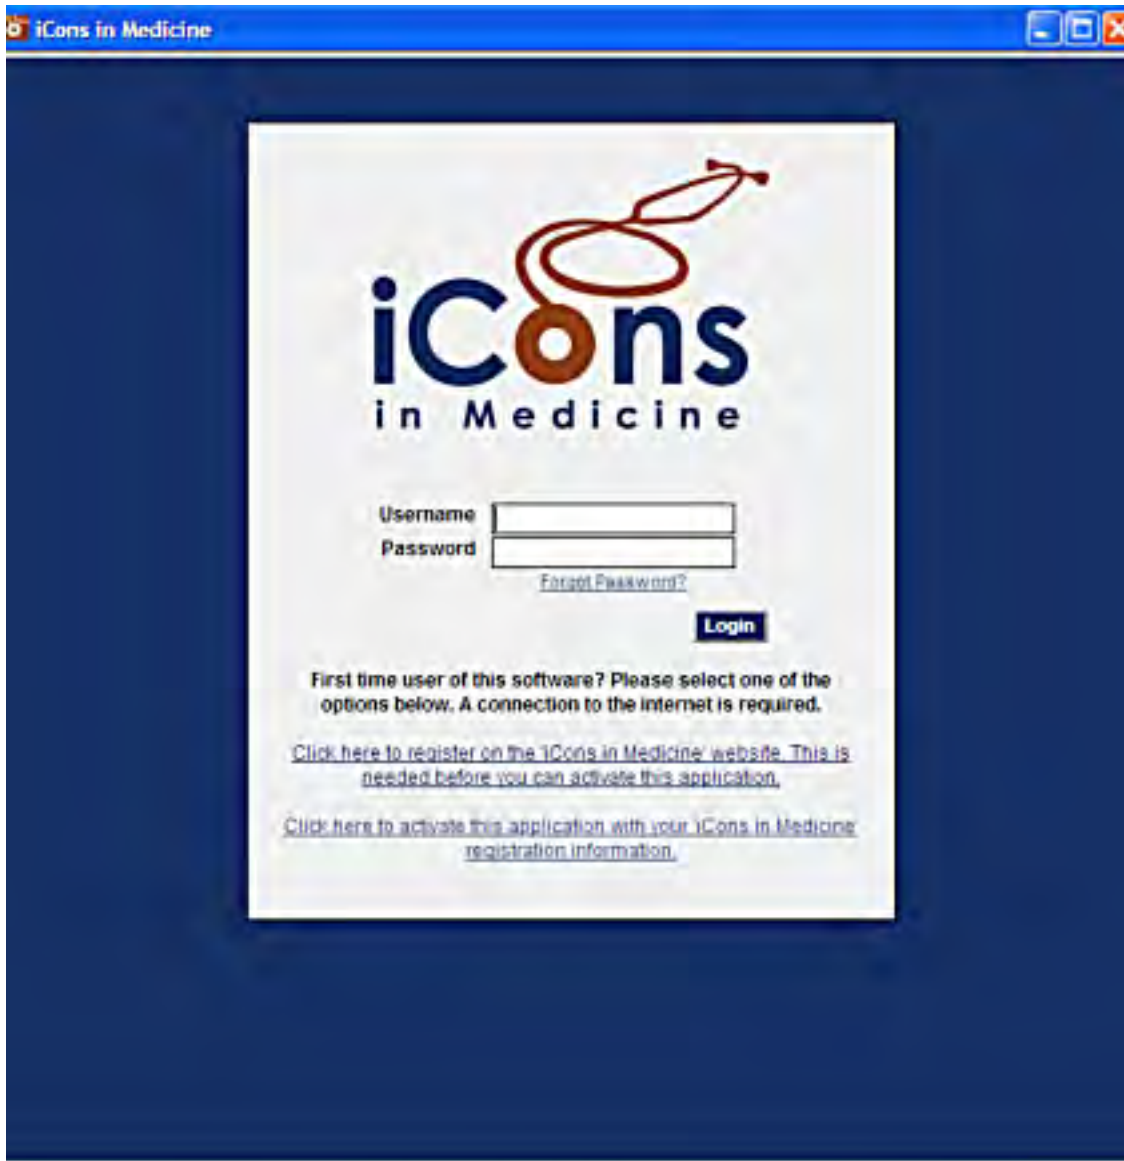 iCons in Medicine
iCons
in Medicine
Username
Password
Forgot Password?
Login
First time user of this software? Please select one of the
options below. A connection to the internet is required.
Click here to register on the 'iCons in Medicine' website. This is
needed before you can activate this application.
Click here to activate this application with your 'iCons in Medicine'
registration information.